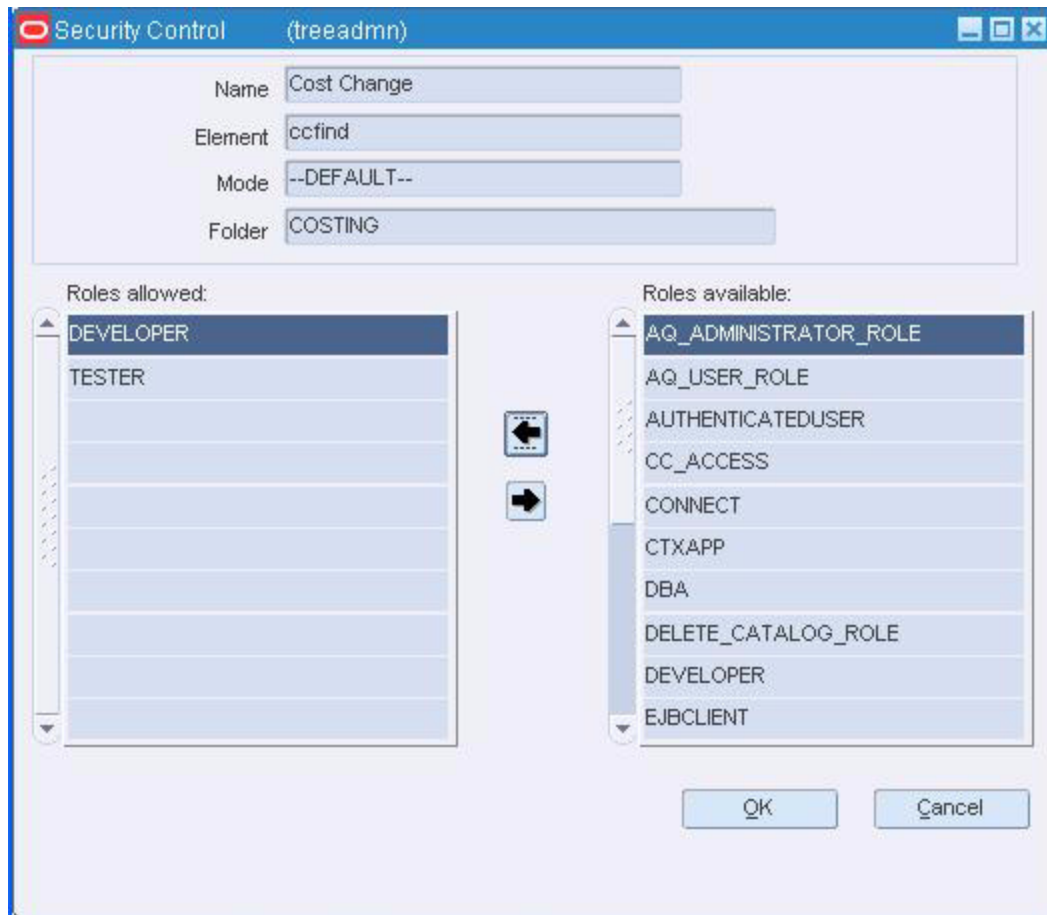 Security Control (treeadmn)
Name Cost Change
Element ccfind
Mode --DEFAULT--
Folder COSTING
Roles allowed:
DEVELOPER
TESTER
Roles available:
AQ_ADMINISTRATOR_ROLE
AQ_USER_ROLE
AUTHENTICATEDUSER
CC_ACCESS
CONNECT
CTXAPP
DBA
DELETE_CATALOG_ROLE
DEVELOPER
EJBCLIENT
OK Cancel